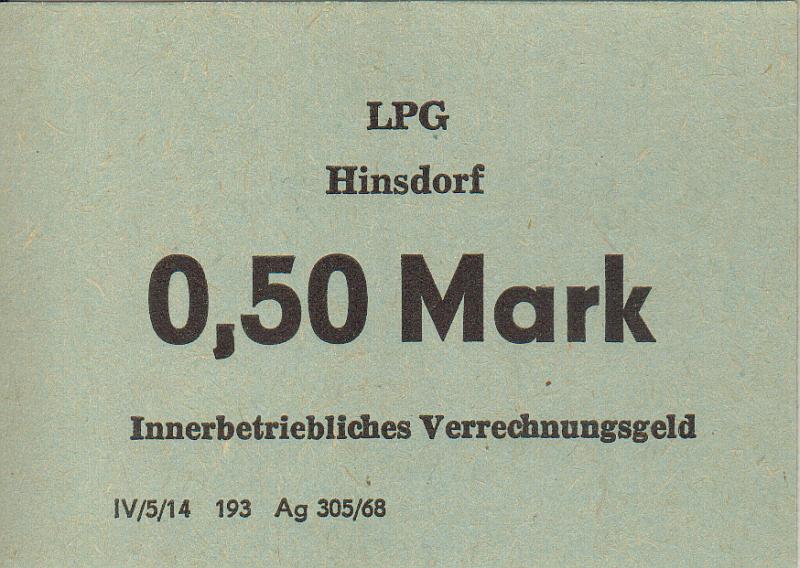 LPG
Hinsdorf
0,50 Mark
Innerbetriebliches Verrechnungsgeld
IV/5/14 193 Ag 305/68